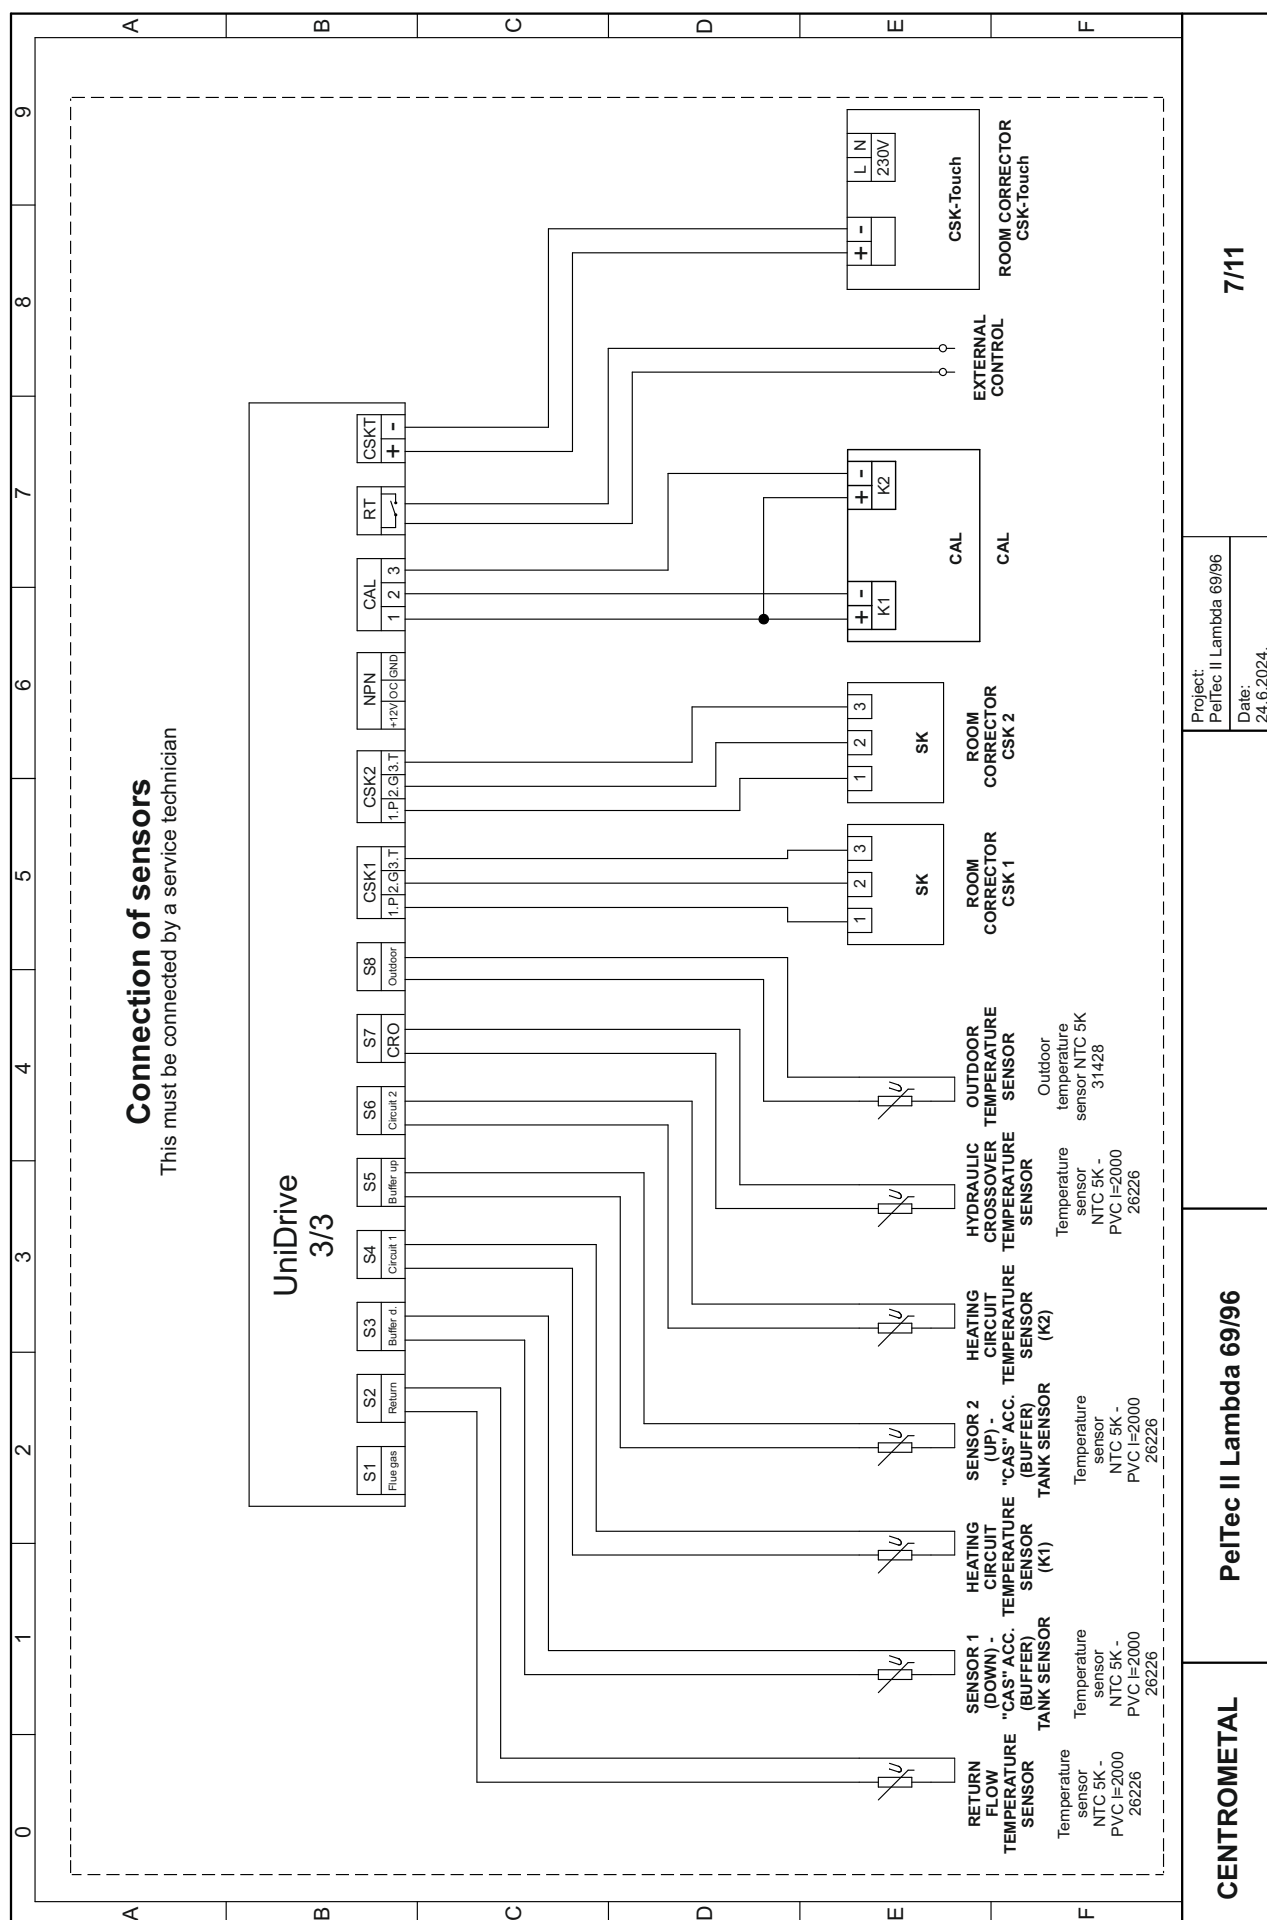 0 1 2 3 4 5 6 7 8 9
A
B
C
D
E
F
A
B
C
D
E
F
Connection of sensors
This must be connected by a service technician
UniDrive
3/3
S1
Flue gas
S2
Return
S3
Buffer d.
S4
Circuit 1
S5
Buffer up
S6
Circuit 2
S7
CRO
S8
Outdoor
CSK1
1.P 2.G 3.T
CSK2
1.P 2.G 3.T
NPN
+12V OC GND
CAL
1 2 3
RT
CSKT
+ -
U
U
U
U
U
U
U
1 2 3
SK
1 2 3
SK
+ -
K1
+ -
K2
CAL
+ -
L N
230V
CSK-Touch
RETURN
FLOW
TEMPERATURE
SENSOR
Temperature
sensor
NTC 5K -
PVC l=2000
26226
SENSOR 1
(DOWN) -
"CAS" ACC.
(BUFFER)
TANK SENSOR
Temperature
sensor
NTC 5K -
PVC l=2000
26226
HEATING
CIRCUIT
TEMPERATURE
SENSOR
(K1)
SENSOR 2
(UP) -
"CAS" ACC.
(BUFFER)
TANK SENSOR
Temperature
sensor
NTC 5K -
PVC l=2000
26226
HEATING
CIRCUIT
TEMPERATURE
SENSOR
(K2)
HYDRAULIC
CROSSOVER
TEMPERATURE
SENSOR
Temperature
sensor
NTC 5K -
PVC l=2000
26226
OUTDOOR
TEMPERATURE
SENSOR
Outdoor
temperature
sensor NTC 5K
31428
ROOM
CORRECTOR
CSK 1
ROOM
CORRECTOR
CSK 2
CAL
EXTERNAL
CONTROL
ROOM CORRECTOR
CSK-Touch
CENTROMETAL
PelTec II Lambda 69/96
Project:
PelTec II Lambda 69/96
Date:
24.6.2024.
7/11